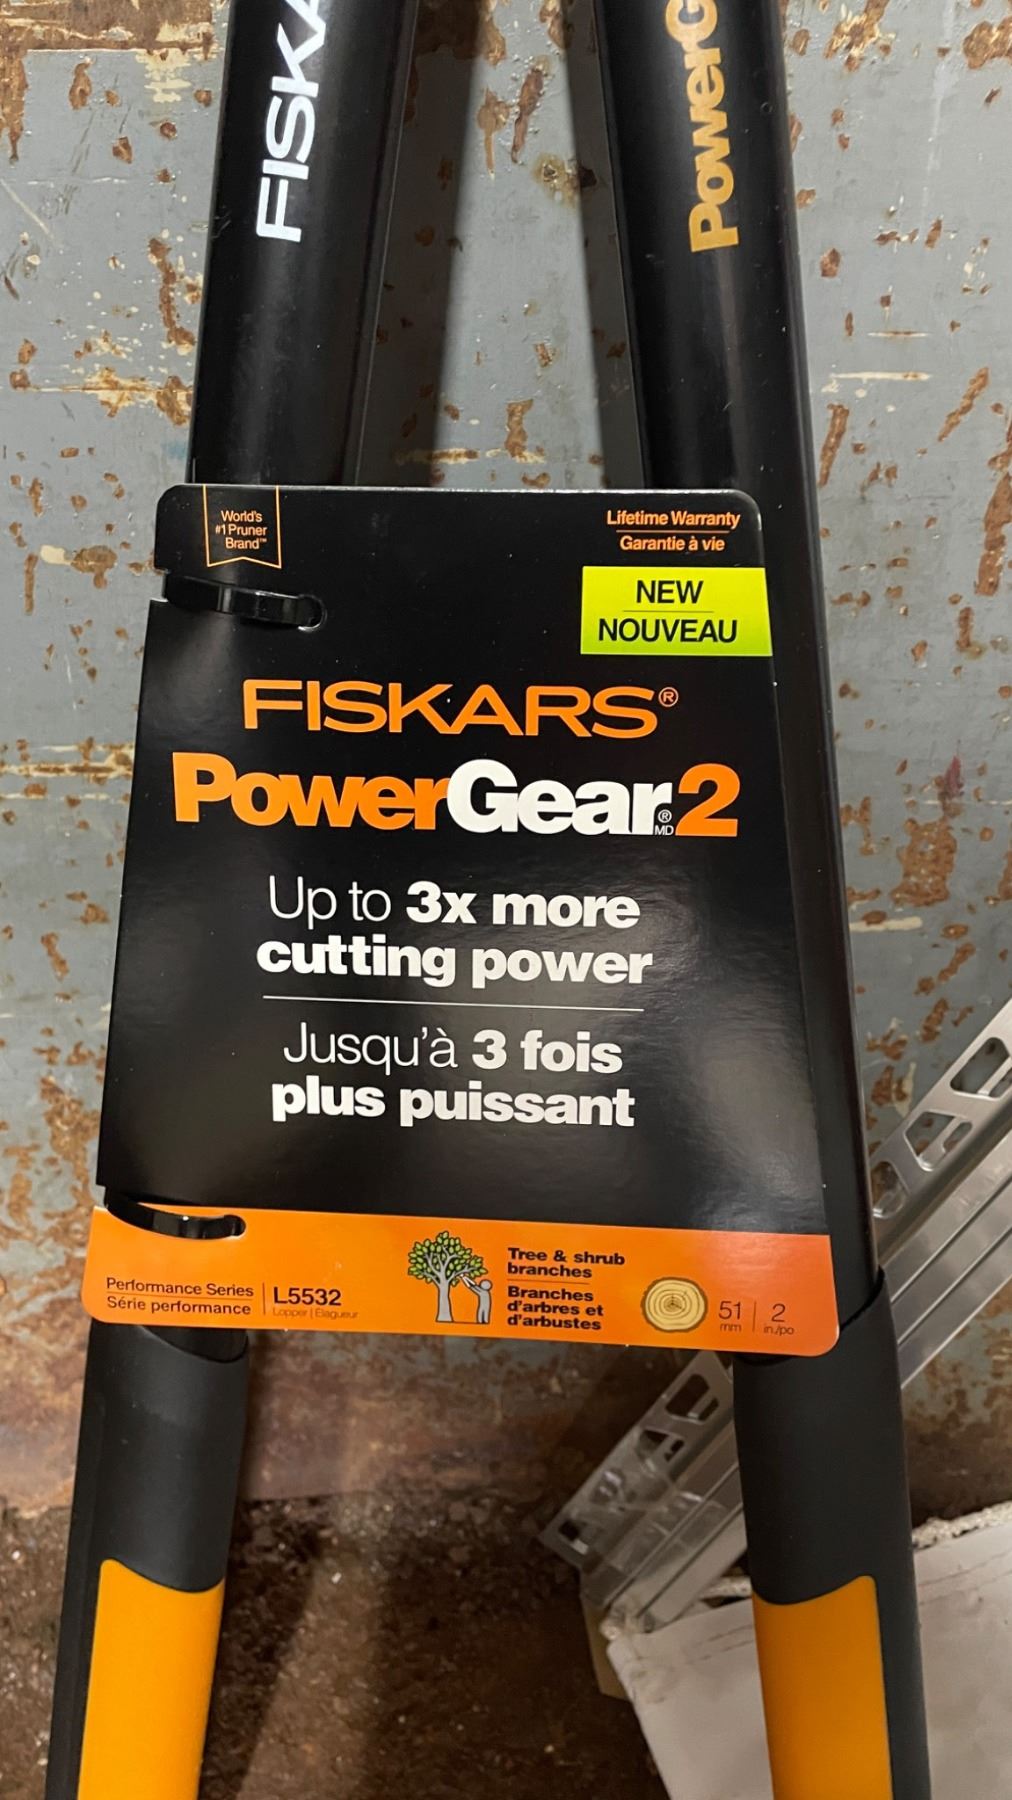 FISKA
PowerG
World's
#1 Pruner
Brand™
Lifetime Warranty
Garantie à vie
NEW
NOUVEAU
FISKARS®
PowerGear®MD2
Up to 3x more
cutting power
Jusqu'à 3 fois
plus puissant
Performance Series
Série performance
L5532
Lopper | Élagueur
Tree & shrub
branches
Branches
d'arbres et
d'arbustes
51 | 2
mm | in./po